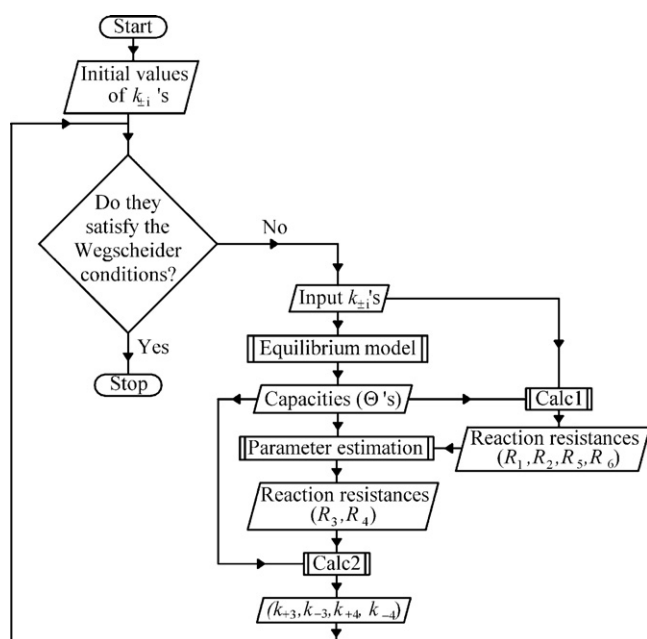 Start
Initial values
of k±i 's
Do they
satisfy the
Wegscheider
conditions?
No
Yes
Stop
Input k±i's
Equilibrium model
Capacities (Θ's)
Calc1
Reaction resistances
(R1,R2,R5,R6)
Parameter estimation
Reaction resistances
(R3,R4)
Calc2
(k+3,k−3,k+4, k−4)